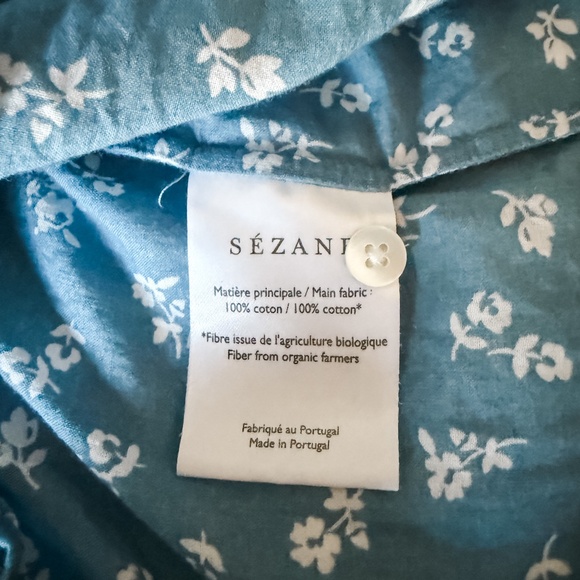 SÉZANE
Matière principale / Main fabric :
100% coton / 100% cotton*
*Fibre issue de l'agriculture biologique
Fiber from organic farmers
Fabriqué au Portugal
Made in Portugal